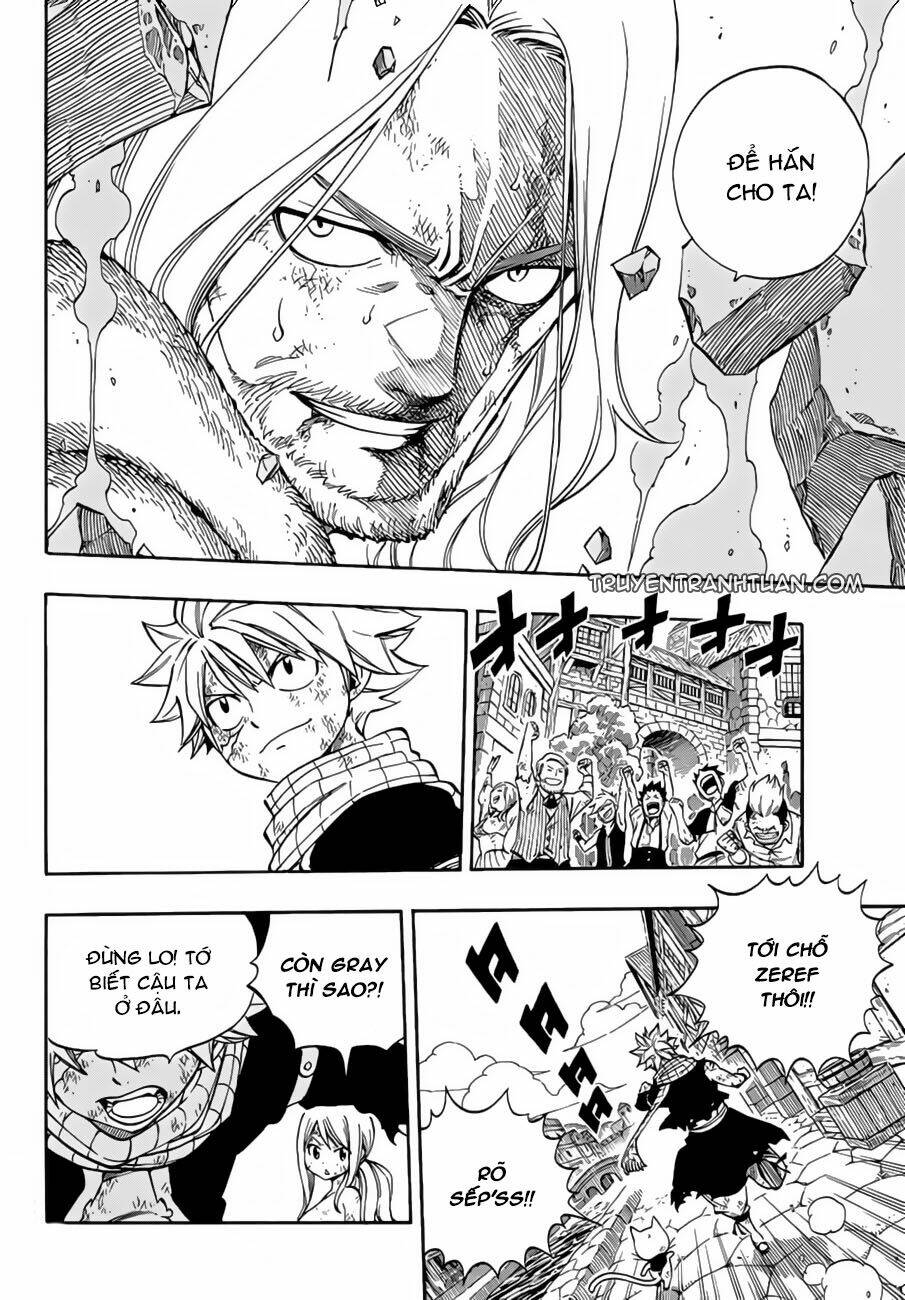 ĐỂ HẮN
CHO TA!
TRUYENTRANHTUAN.COM
TỚI CHỖ
ZEREF
THÔI!!
RÕ
SẾP'SS!!
CÒN GRAY
THÌ SAO?!
ĐỪNG LO! TỚ
BIẾT CẬU TA
Ở ĐÂU.